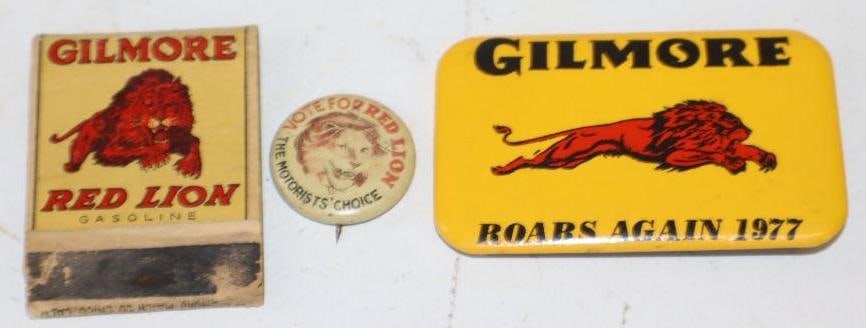 GILMORE
RED LION
GASOLINE
VOTE FOR RED LION
THE MOTORISTS' CHOICE
GILMORE
ROARS AGAIN 1977